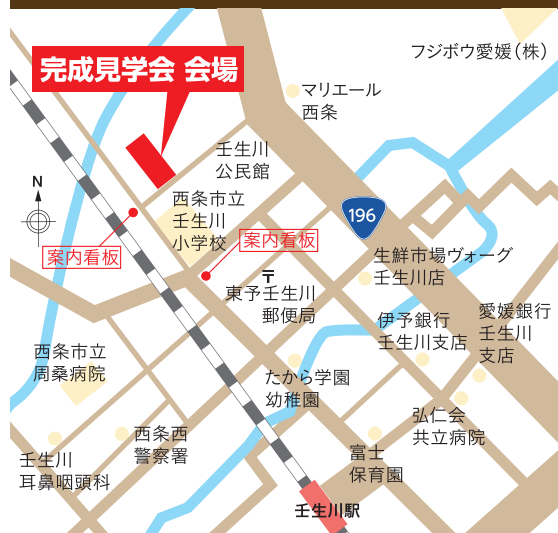 フジボウ愛媛（株）
完成見学会 会場
マリエール
西条
壬生川
公民館
N
西条市立
壬生川
小学校
196
案内看板
案内看板
生鮮市場ヴォーグ
壬生川店
〒
東予壬生川
郵便局
伊予銀行
壬生川支店
愛媛銀行
壬生川
支店
西条市立
周桑病院
たから学園
幼稚園
弘仁会
共立病院
西条西
警察署
壬生川
耳鼻咽頭科
富士
保育園
壬生川駅